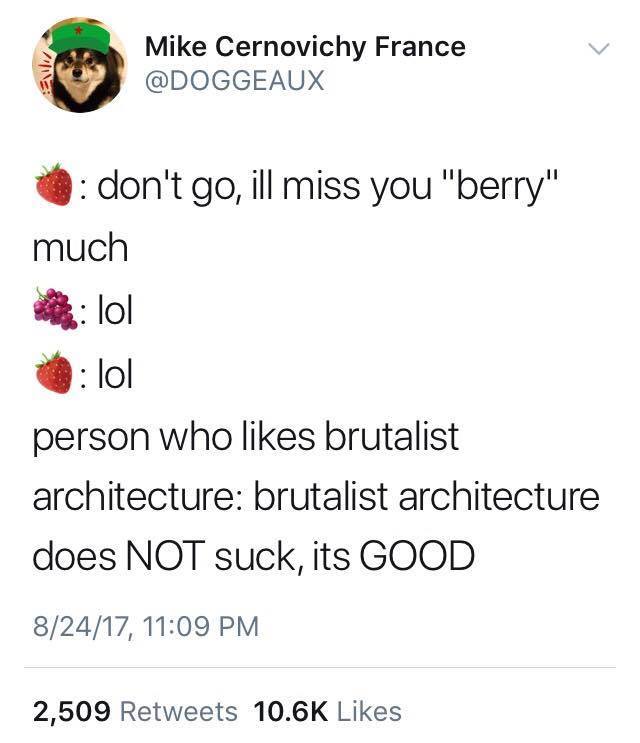 Mike Cernovichy France
@DOGGEAUX
🍓: don't go, ill miss you "berry"
much
🍇: lol
🍓: lol
person who likes brutalist
architecture: brutalist architecture
does NOT suck, its GOOD
8/24/17, 11:09 PM
2,509 Retweets 10.6K Likes